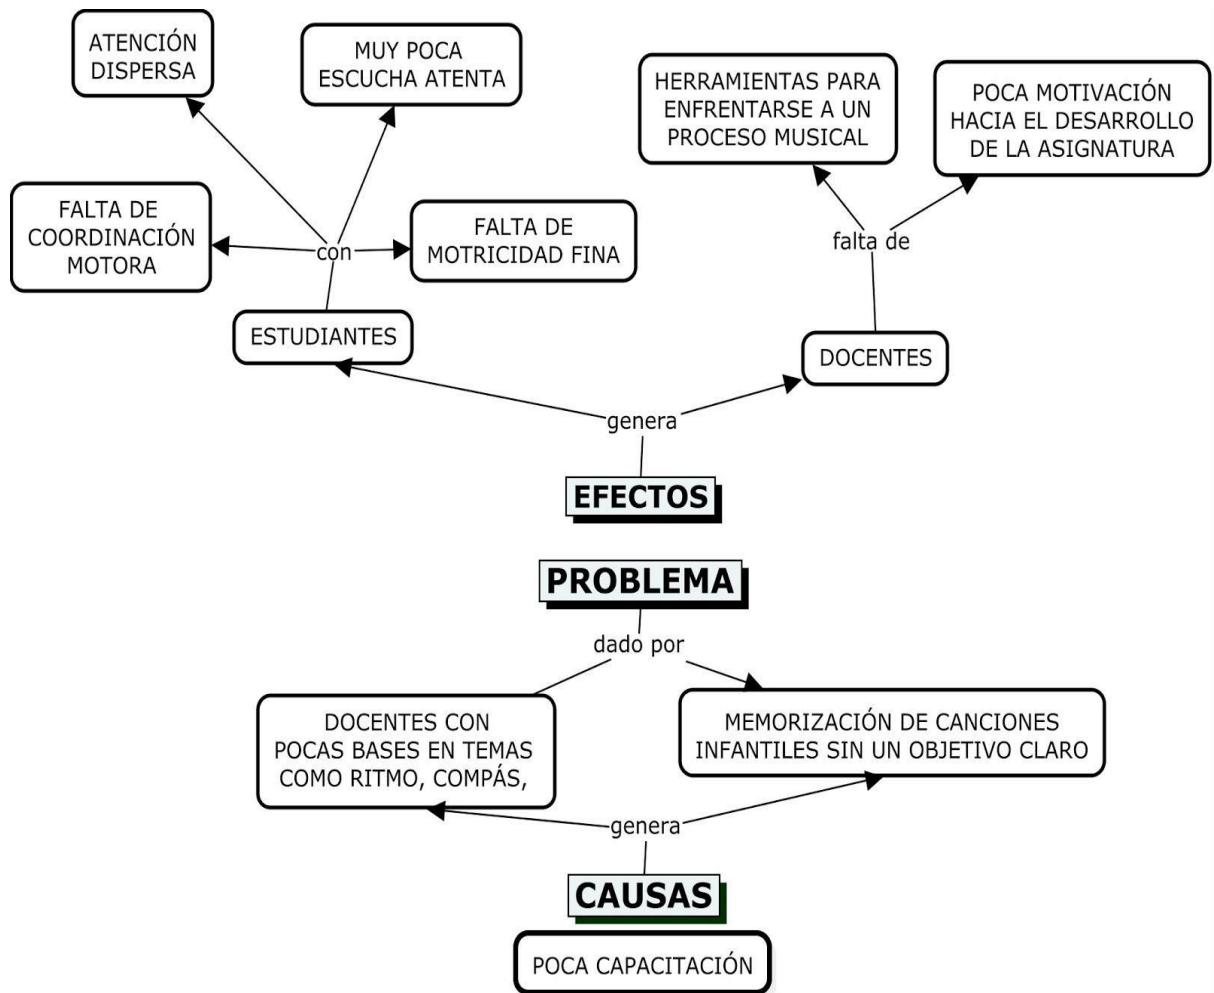 ATENCIÓN
DISPERSA
MUY POCA
ESCUCHA ATENTA
HERRAMIENTAS PARA
ENFRENTARSE A UN
PROCESO MUSICAL
POCA MOTIVACIÓN
HACIA EL DESARROLLO
DE LA ASIGNATURA
FALTA DE
COORDINACIÓN
MOTORA
FALTA DE
MOTRICIDAD FINA
con
falta de
ESTUDIANTES
DOCENTES
genera
EFECTOS
PROBLEMA
dado por
DOCENTES CON
POCAS BASES EN TEMAS
COMO RITMO, COMPÁS,
MEMORIZACIÓN DE CANCIONES
INFANTILES SIN UN OBJETIVO CLARO
genera
CAUSAS
POCA CAPACITACIÓN